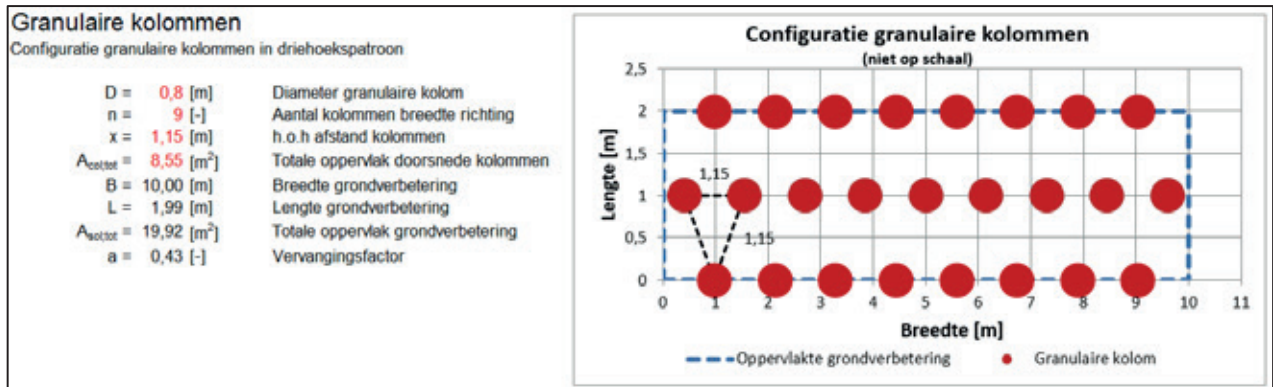 Granulaire kolommen
Configuratie granulaire kolommen in driehoekspatroon
D = 0,8 [m] Diameter granulaire kolom
n = 9 [-] Aantal kolommen breedte richting
x = 1,15 [m] h.o.h afstand kolommen
Acol;tot = 8,55 [m²] Totale oppervlak doorsnede kolommen
B = 10,00 [m] Breedte grondverbetering
L = 1,99 [m] Lengte grondverbetering
Asol;tot = 19,92 [m²] Totale oppervlak grondverbetering
a = 0,43 [-] Vervangingsfactor
Configuratie granulaire kolommen
(niet op schaal)
Lengte [m]
2,5
2
1,5
1
0,5
0
1,15
1,15
0 1 2 3 4 5 6 7 8 9 10 11
Breedte [m]
Oppervlakte grondverbetering
Granulaire kolom